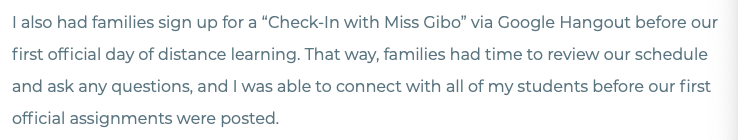 I also had families sign up for a “Check-In with Miss Gibo” via Google Hangout before our
first official day of distance learning. That way, families had time to review our schedule
and ask any questions, and I was able to connect with all of my students before our first
official assignments were posted.